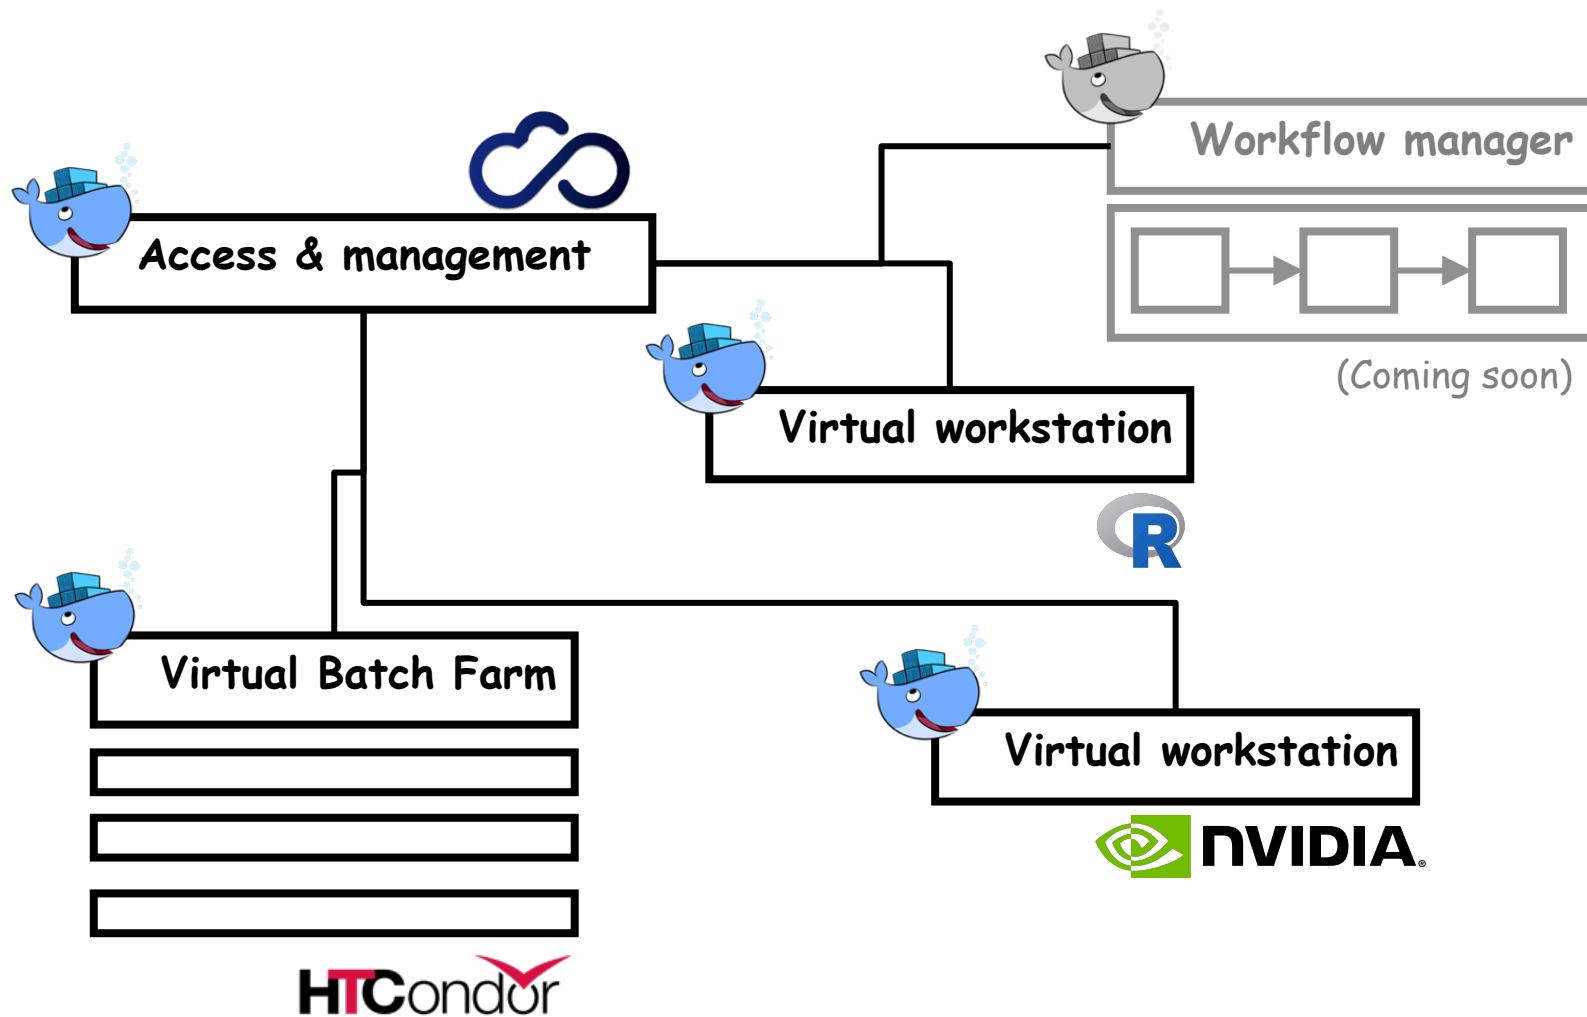 Workflow manager
Access & management
(Coming soon)
Virtual workstation
R
Virtual Batch Farm
Virtual workstation
NVIDIA.
HTCondor